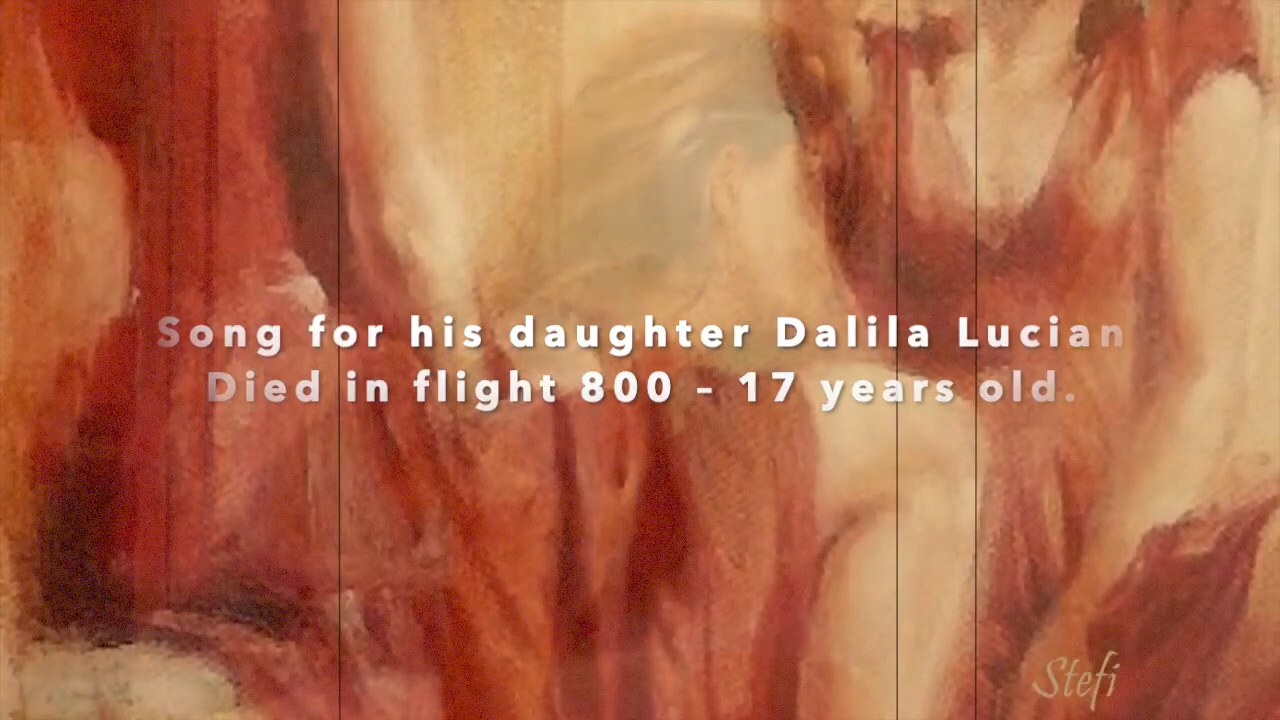 Song for his daughter Dalila Lucian
Died in flight 800 - 17 years old.
Stefi